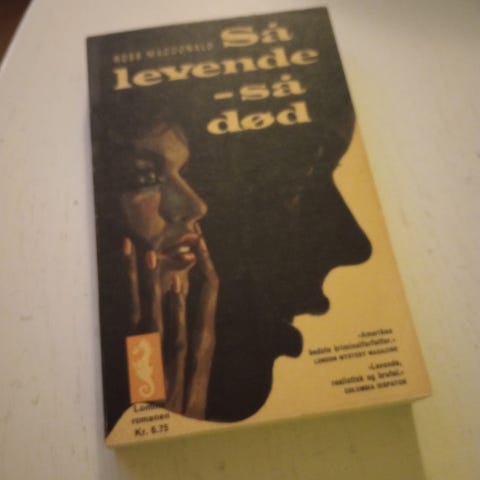 ROSS MACDONALD
Så
levende
-så
død
»Amerikas
bedste kriminalforfatter.«
LONDON MYSTERY MAGAZINE
»Levende,
realistisk og brutal.«
COLUMBIA DISPATCH
romanen
Kr. 6.75